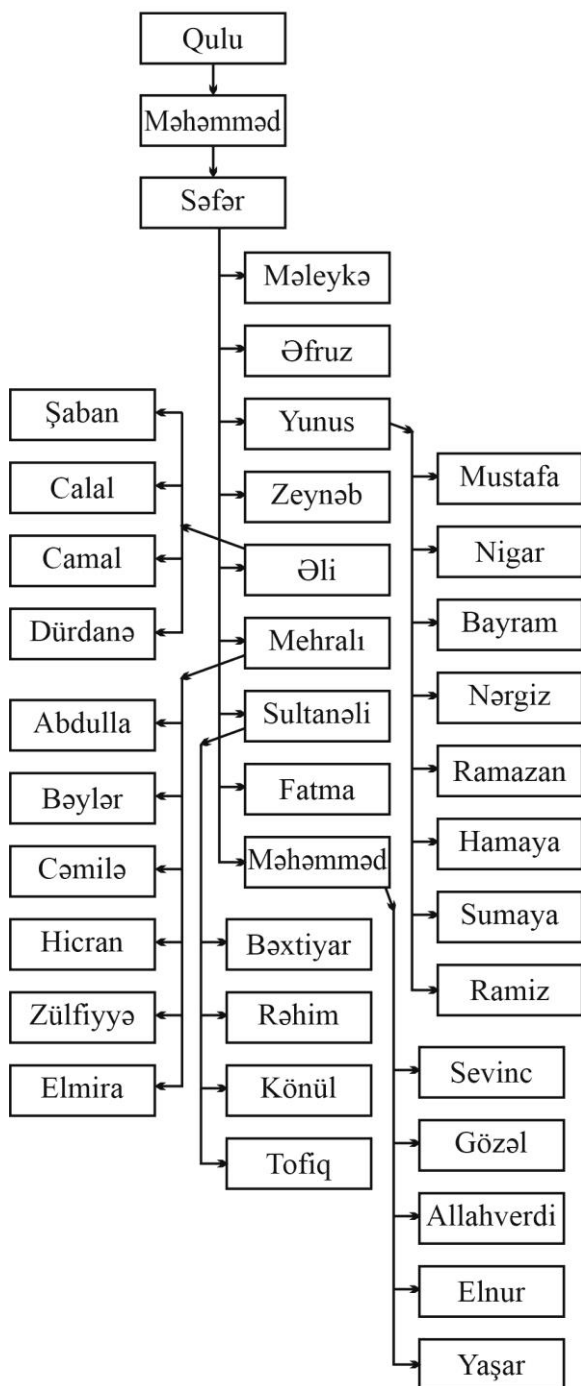 Qulu
Məhəmməd
Səfər
Məleykə
Əfruz
Yunus
Zeynəb
Əli
Mehralı
Sultanəli
Fatma
Məhəmməd
Şaban
Calal
Camal
Dürdanə
Abdulla
Bəylər
Cəmilə
Hicran
Zülfiyyə
Elmira
Bəxtiyar
Rəhim
Könül
Tofiq
Mustafa
Nigar
Bayram
Nərgiz
Ramazan
Hamaya
Sumaya
Ramiz
Sevinc
Gözəl
Allahverdi
Elnur
Yaşar